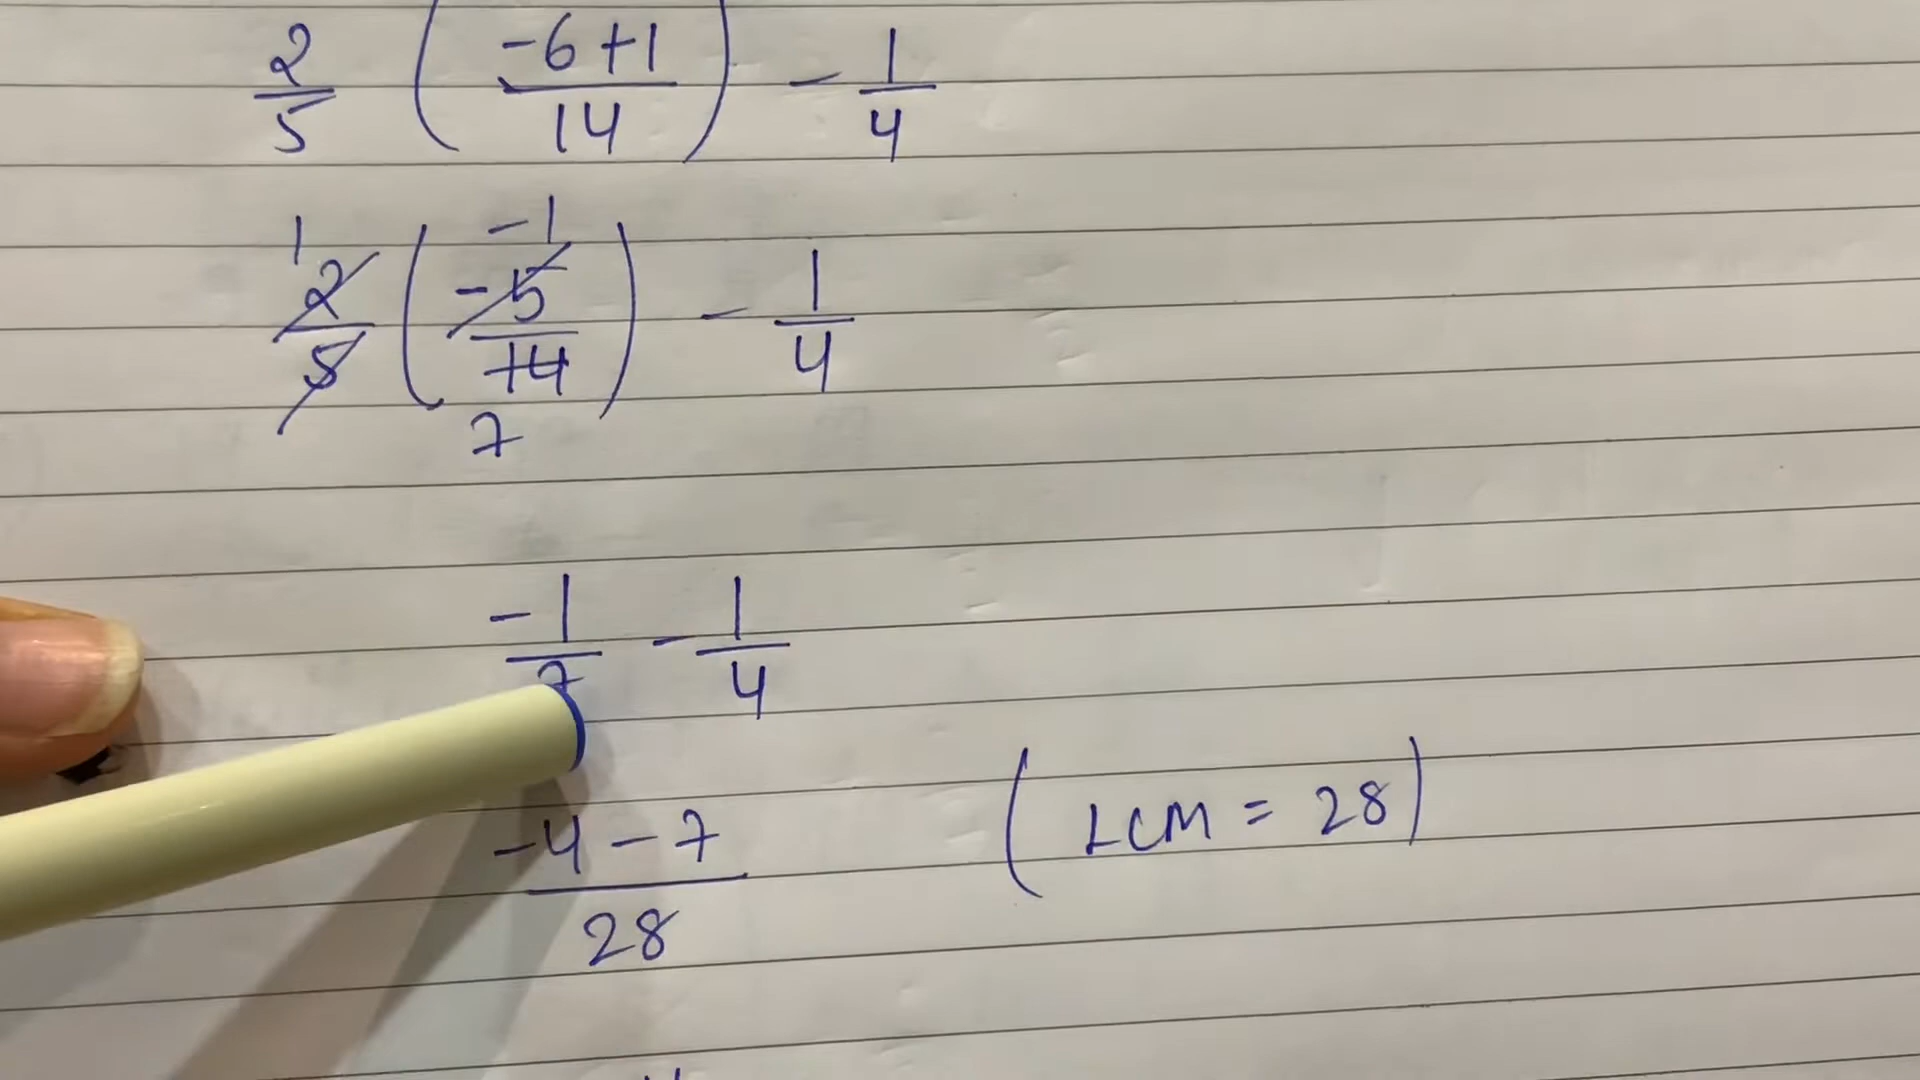 2/5 ( -6+1/14 ) - 1/4
1 -1
2/5 ( -5/14 ) - 1/4
7
-1/7 - 1/4
-4-7/28 ( LCM = 28 )